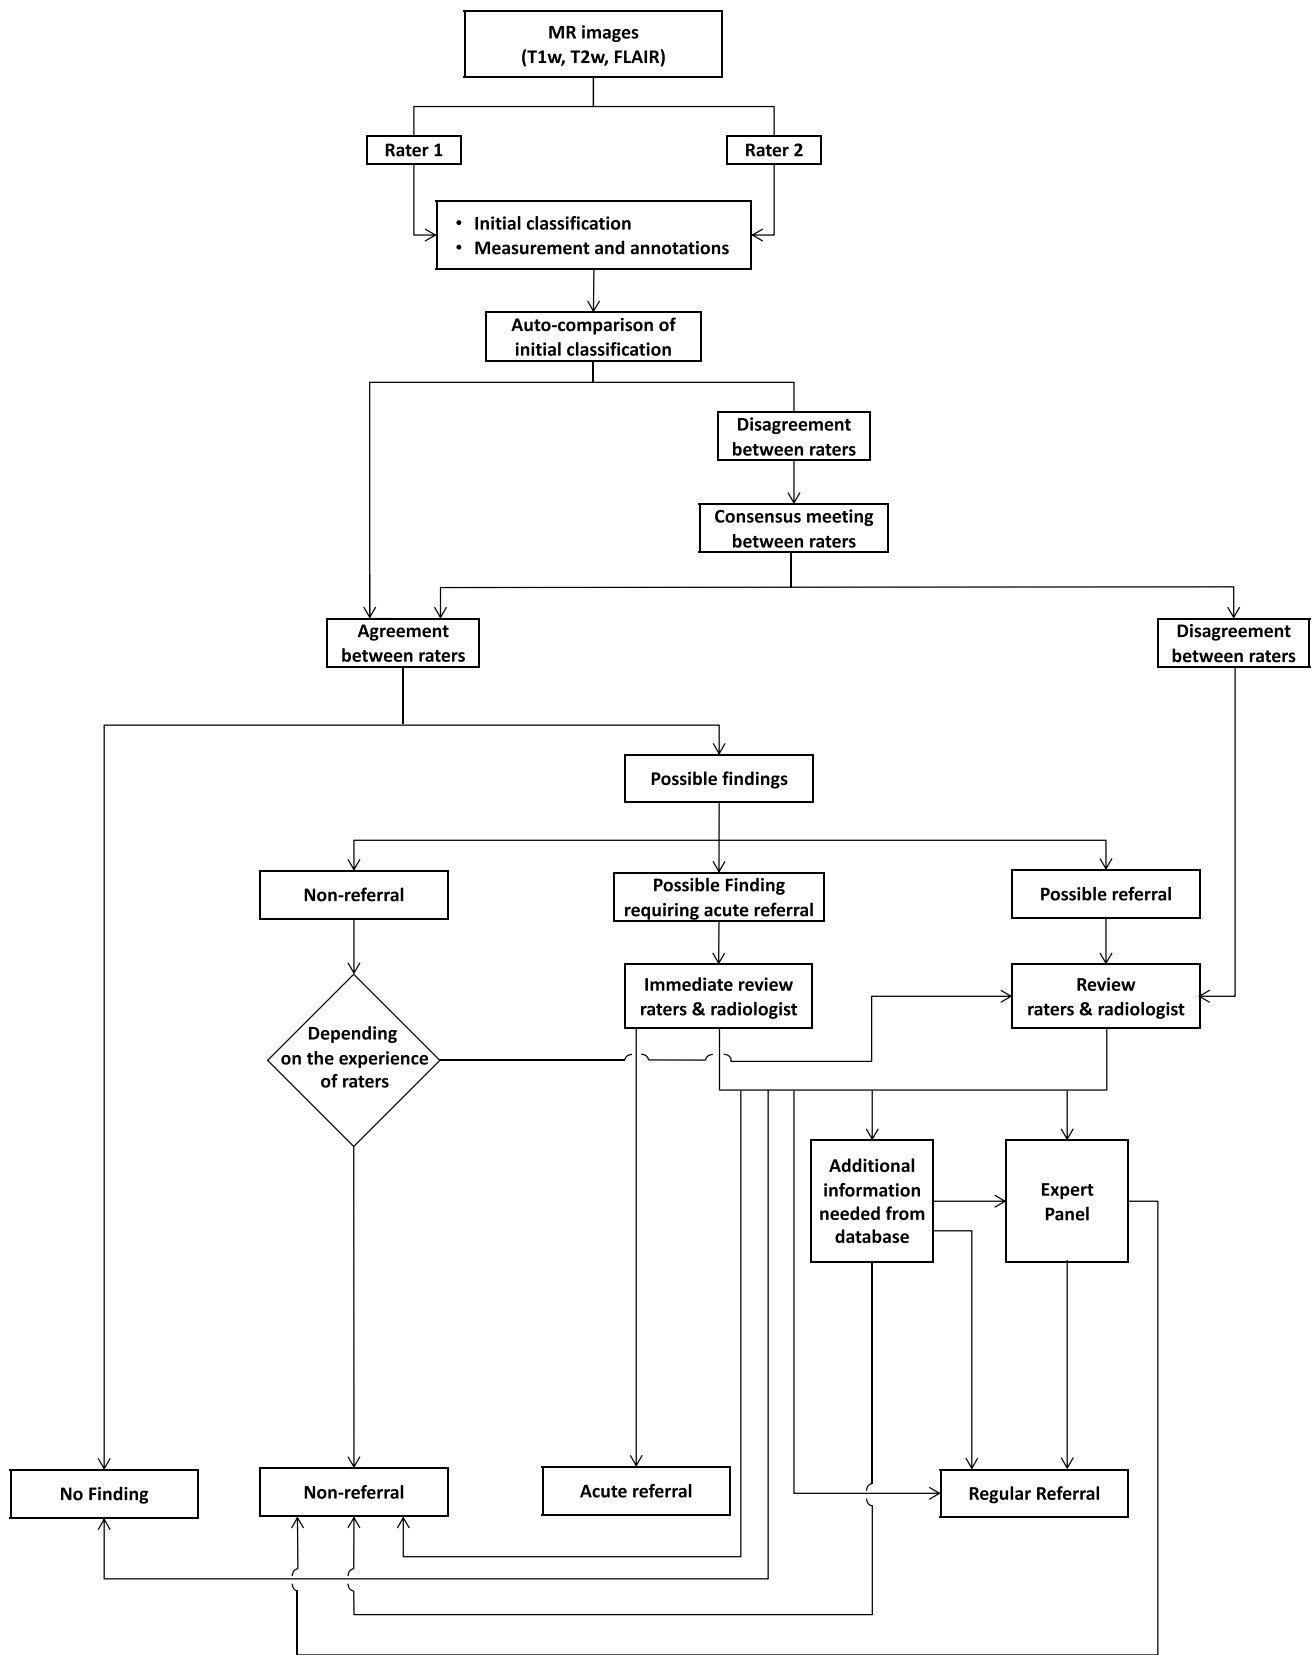 MR images
(T1w, T2w, FLAIR)
Rater 1
Rater 2
• Initial classification
• Measurement and annotations
Auto-comparison of
initial classification
Disagreement
between raters
Consensus meeting
between raters
Agreement
between raters
Disagreement
between raters
Possible findings
Non-referral
Possible Finding
requiring acute referral
Possible referral
Immediate review
raters & radiologist
Review
raters & radiologist
Depending
on the experience
of raters
Additional
information
needed from
database
Expert
Panel
No Finding
Non-referral
Acute referral
Regular Referral